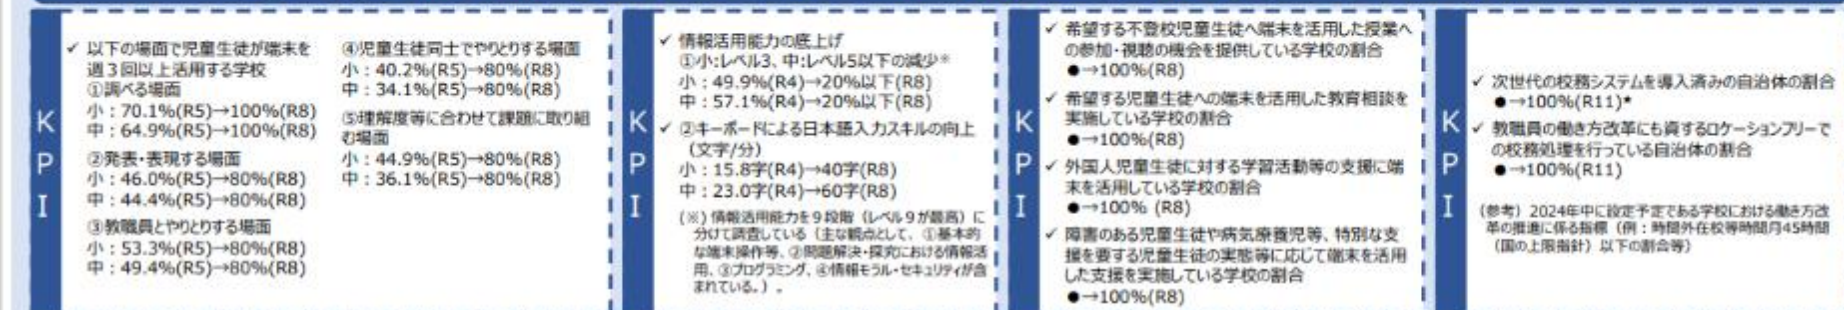 KPI
✓ 以下の場面で児童生徒が端末を
週３回以上活用する学校
①調べる場面
小：70.1%(R5)→100%(R8)
中：64.9%(R5)→100%(R8)
②発表・表現する場面
小：46.0%(R5)→80%(R8)
中：44.4%(R5)→80%(R8)
③教職員とやりとりする場面
小：53.3%(R5)→80%(R8)
中：49.4%(R5)→80%(R8)
④児童生徒同士でやりとりする場面
小：40.2%(R5)→80%(R8)
中：34.1%(R5)→80%(R8)
⑤理解度等に合わせて課題に取り組
む場面
小：44.9%(R5)→80%(R8)
中：36.1%(R5)→80%(R8)
KPI
✓ 情報活用能力の底上げ
①小:レベル3、中:レベル5以下の減少※
小：49.9%(R4)→20%以下(R8)
中：57.1%(R4)→20%以下(R8)
✓ ②キーボードによる日本語入力スキルの向上
（文字/分）
小：15.8字(R4)→40字(R8)
中：23.0字(R4)→60字(R8)
(※) 情報活用能力を９段階（レベル９が最高）に
分けて調査している（主な観点として、①基本的
な端末操作等、②問題解決・探究における情報活
用、③プログラミング、④情報モラル・セキュリティが含
まれている。）。
KPI
✓ 希望する不登校児童生徒へ端末を活用した授業へ
の参加・視聴の機会を提供している学校の割合
●→100%(R8)
✓ 希望する児童生徒への端末を活用した教育相談を
実施している学校の割合
●→100%(R8)
✓ 外国人児童生徒に対する学習活動等の支援に端
末を活用している学校の割合
●→100% (R8)
✓ 障害のある児童生徒や病気療養児等、特別な支
援を要する児童生徒の実態等に応じて端末を活用
した支援を実施している学校の割合
●→100%(R8)
KPI
✓ 次世代の校務システムを導入済みの自治体の割合
●→100%(R11)*
✓ 教職員の働き方改革にも資するロケーションフリーで
の校務処理を行っている自治体の割合
●→100%(R11)
（参考）2024年中に設定予定である学校における働き方改
革の推進に係る指標（例：時間外在校等時間月45時間
（国の上限指針）以下の割合等）